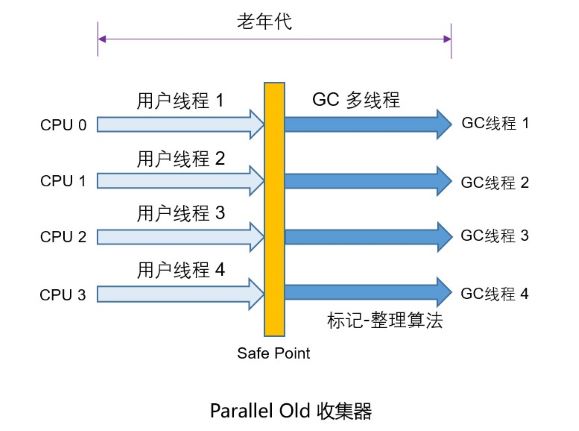 老年代
用户线程 1
GC 多线程
CPU 0
GC线程 1
用户线程 2
CPU 1
GC线程 2
用户线程 3
CPU 2
GC线程 3
用户线程 4
CPU 3
GC线程 4
标记-整理算法
Safe Point
Parallel Old 收集器